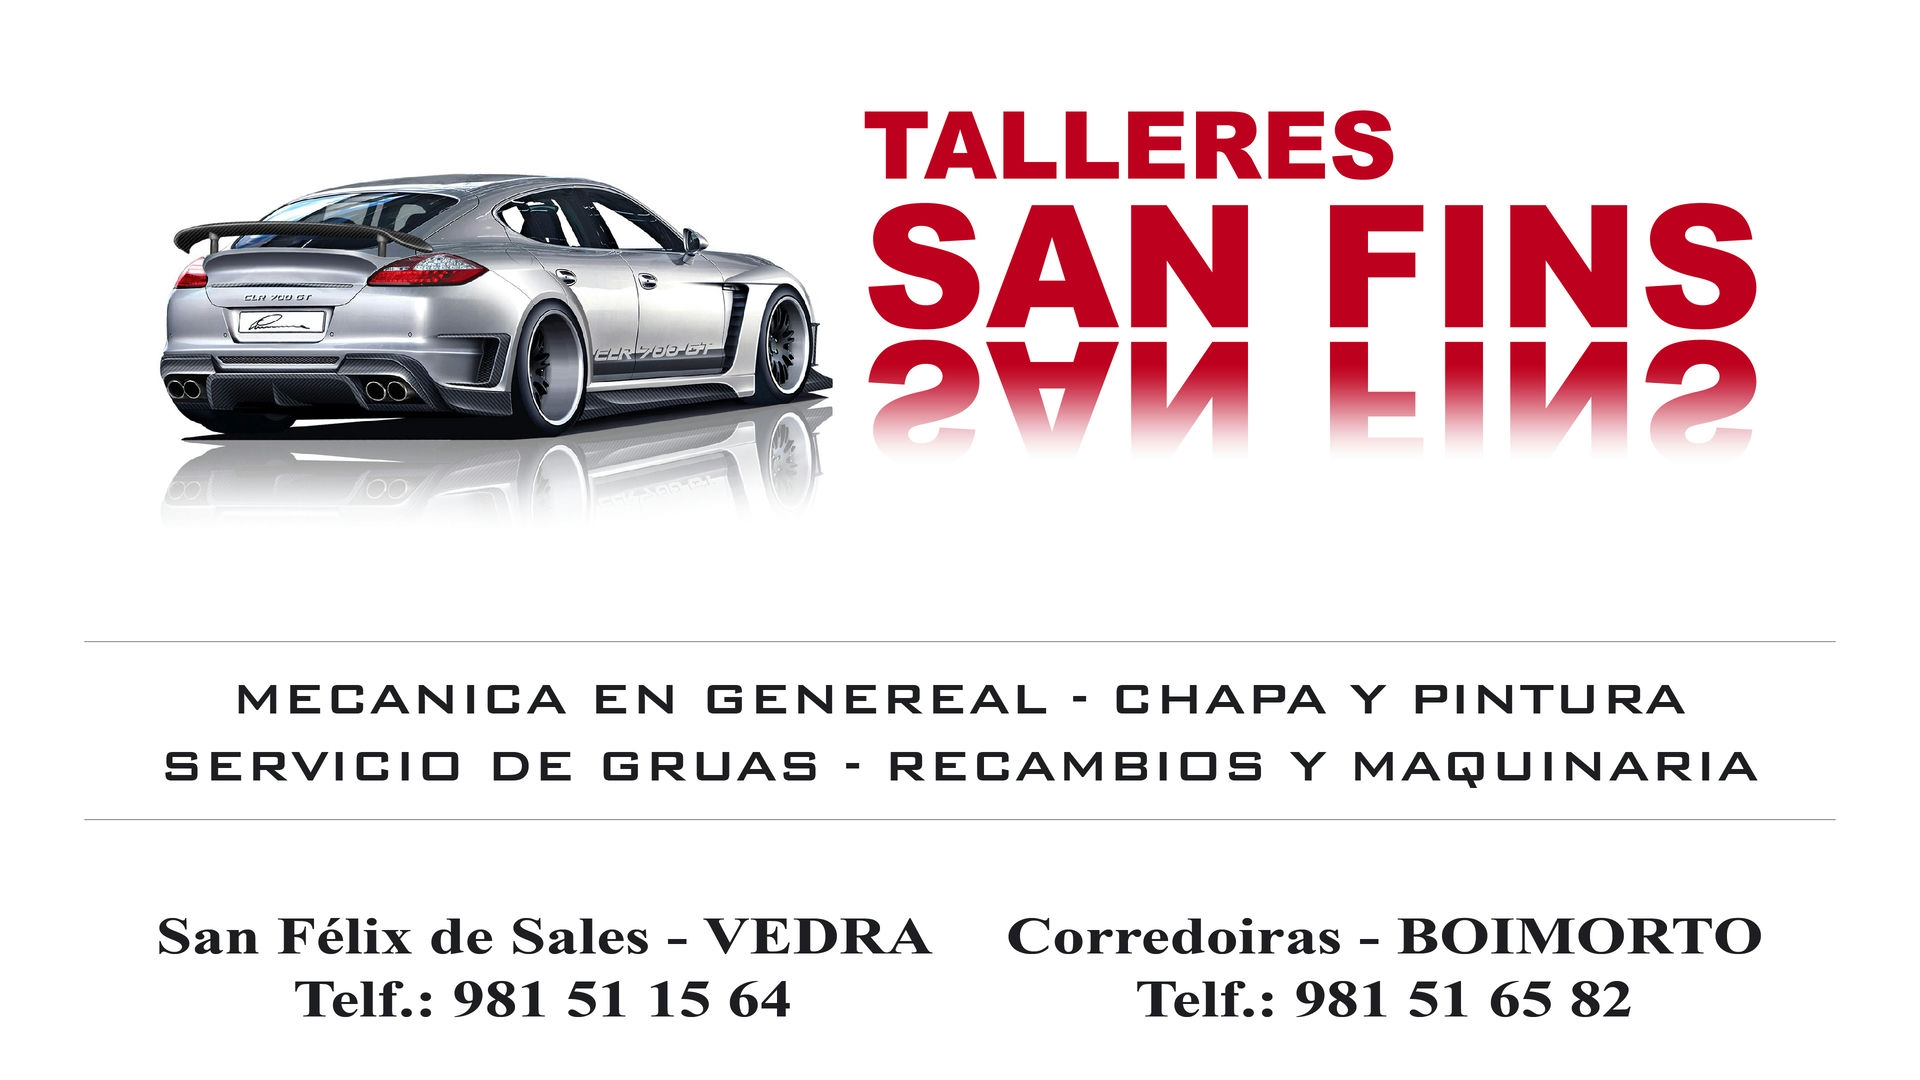 TALLERES
SAN FINS
CLR 700 GT
CLR 700 GT
MECANICA EN GENEREAL - CHAPA Y PINTURA
SERVICIO DE GRUAS - RECAMBIOS Y MAQUINARIA
San Félix de Sales - VEDRA
Telf.: 981 51 15 64
Corredoiras - BOIMORTO
Telf.: 981 51 65 82